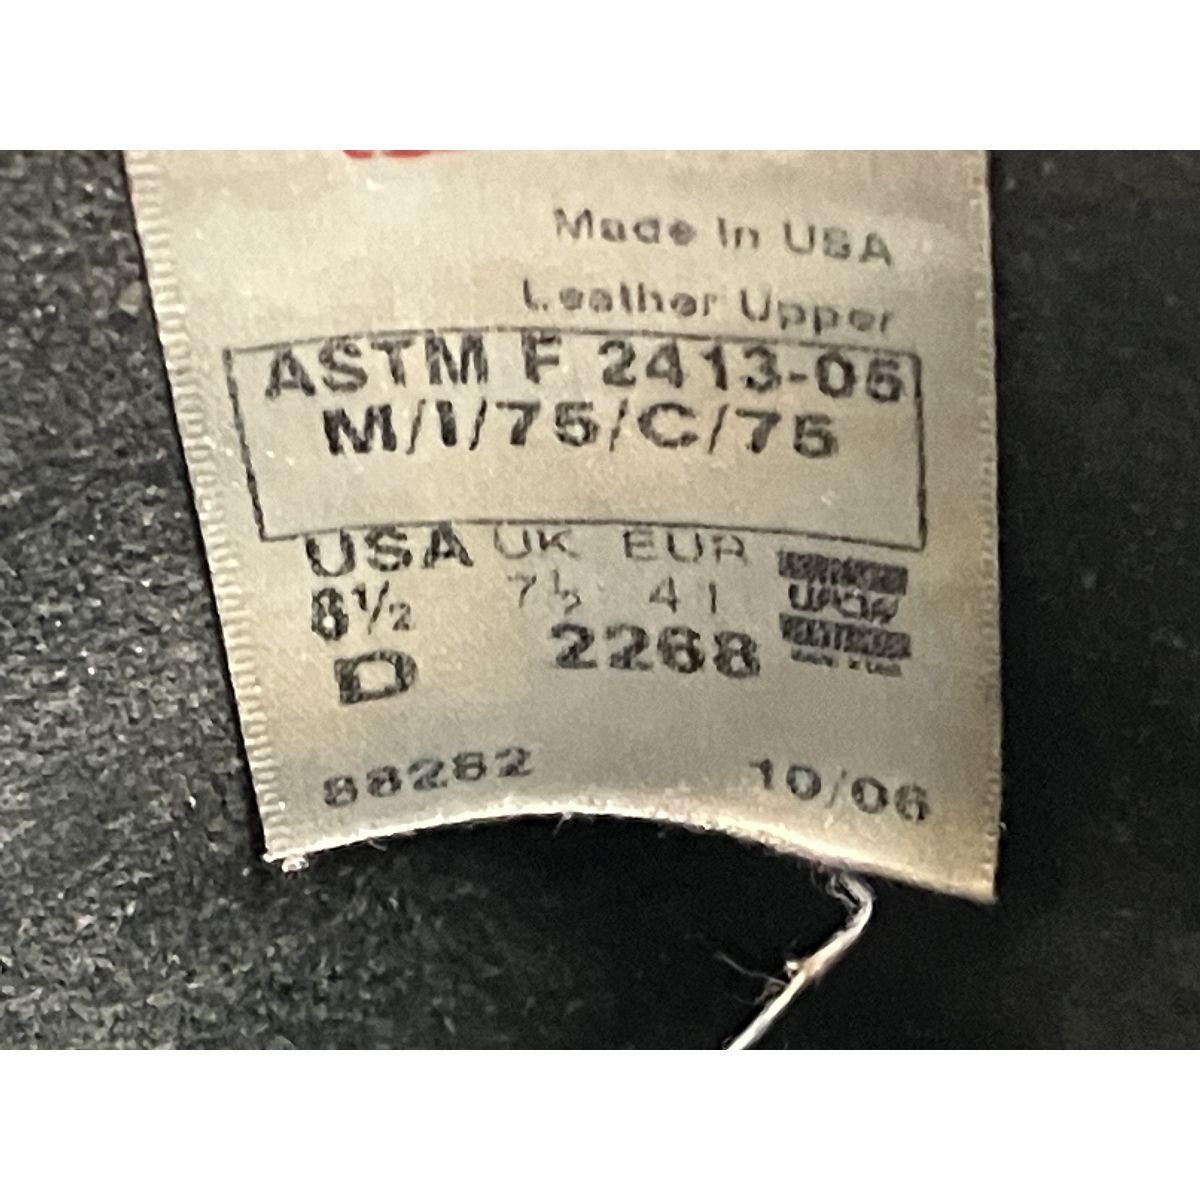 Made In USA
Leather Upper
ASTM F 2413-05
M/I/75/C/75
USA UK EUR
8½ 7½ 41
D 2268
88282 10/06